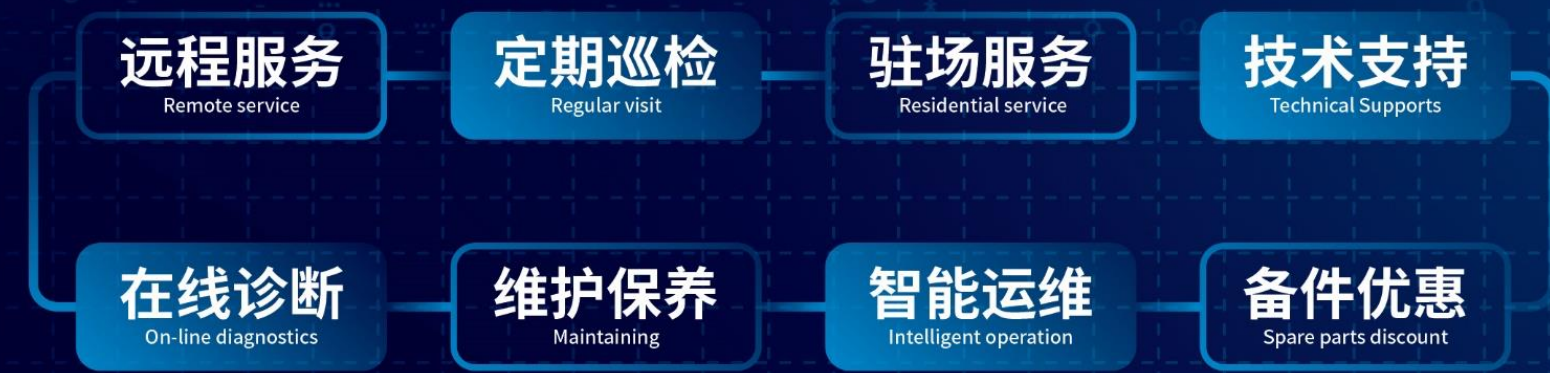 远程服务
Remote service
定期巡检
Regular visit
驻场服务
Residential service
技术支持
Technical Supports
在线诊断
On-line diagnostics
维护保养
Maintaining
智能运维
Intelligent operation
备件优惠
Spare parts discount